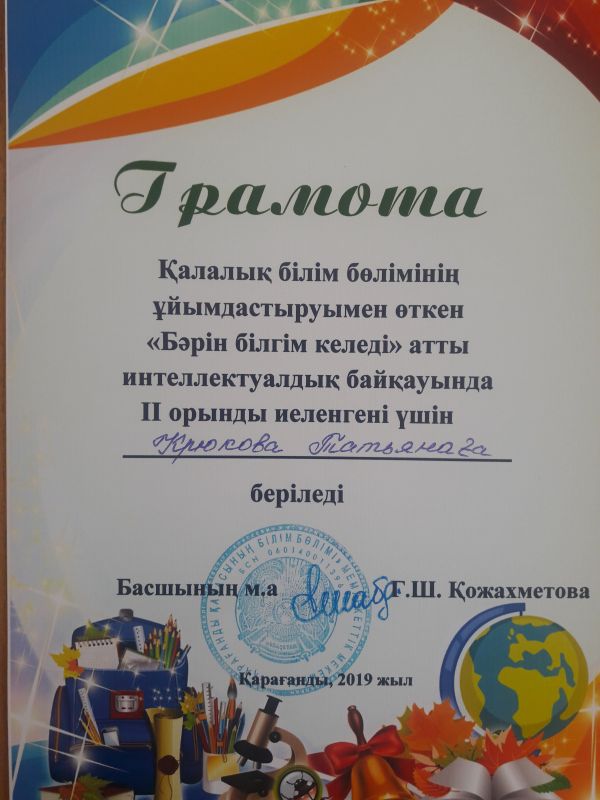 Грамота
Қалалық білім бөлімінің
ұйымдастыруымен өткен
«Бәрін білгім келеді» атты
интеллектуалдық байқауында
II орынды иеленгені үшін
Крюкова Татьянаға
беріледі
Басшының м.а Ғ.Ш. Қожахметова
Қарағанды, 2019 жыл